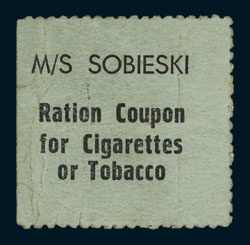 M/S SOBIESKI
Ration Coupon
for Cigarettes
or Tobacco